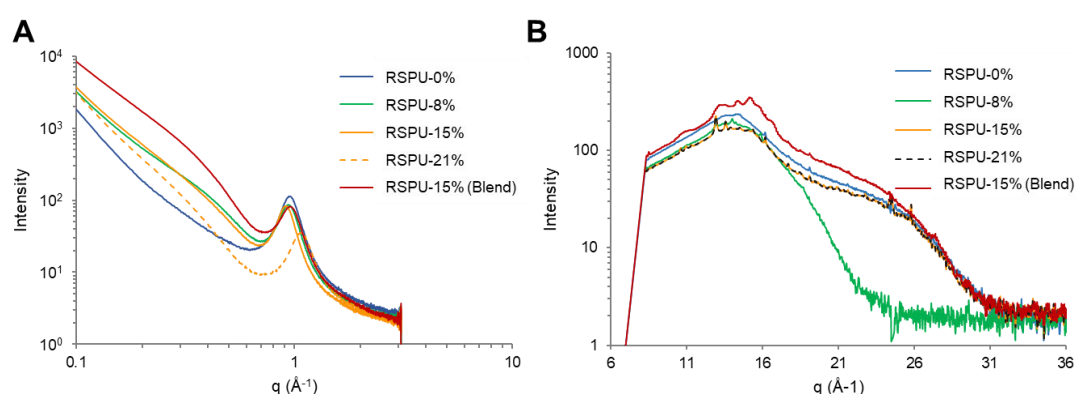 A
Intensity
10⁴
10³
10²
10¹
10⁰
0.1
1
10
q (Å⁻¹)
RSPU-0%
RSPU-8%
RSPU-15%
RSPU-21%
RSPU-15% (Blend)
B
Intensity
1000
100
10
1
6
11
16
21
26
31
36
q (Å-1)
RSPU-0%
RSPU-8%
RSPU-15%
RSPU-21%
RSPU-15% (Blend)